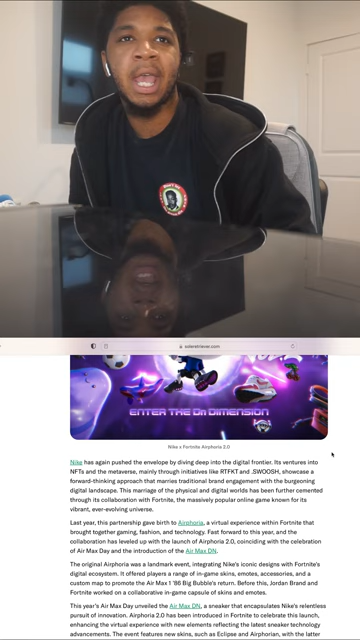 soleretriever.com
ENTER THE Dn DIMENSION
Nike x Fortnite Airphoria 2.0
Nike has again pushed the envelope by diving deep into the digital frontier. Its ventures into
NFTs and the metaverse, mainly through initiatives like RTFKT and .SWOOSH, showcase a
forward-thinking approach that marries traditional brand engagement with the burgeoning
digital landscape. This marriage of the physical and digital worlds has been further cemented
through its collaboration with Fortnite, the massively popular online game known for its
vibrant, ever-evolving universe.
Last year, this partnership gave birth to Airphoria, a virtual experience within Fortnite that
brought together gaming, fashion, and technology. Fast forward to this year, and the
collaboration has leveled up with the launch of Airphoria 2.0, coinciding with the celebration
of Air Max Day and the introduction of the Air Max DN.
The original Airphoria was a landmark event, integrating Nike's iconic designs with Fortnite's
digital ecosystem. It offered players a range of in-game skins, emotes, accessories, and a
custom map to promote the Air Max 1 '86 Big Bubble's return. Before this, Jordan Brand and
Fortnite worked on a collaborative in-game capsule of skins and emotes.
This year's Air Max Day unveiled the Air Max DN, a sneaker that encapsulates Nike's relentless
pursuit of innovation. Airphoria 2.0 has been introduced in Fortnite to celebrate this launch,
enhancing the virtual experience with new elements reflecting the latest sneaker technology
advancements. The event features new skins, such as Eclipse and Airphorian, with the latter